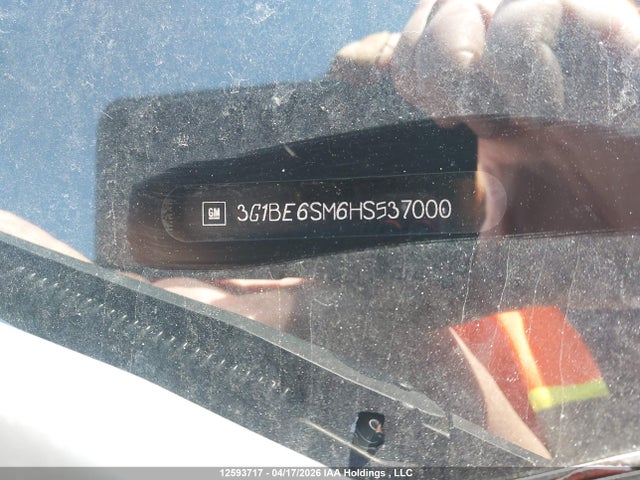 GM 3G1BE6SM6HS537000
12593717 - 04/17/2026 IAA Holdings , LLC